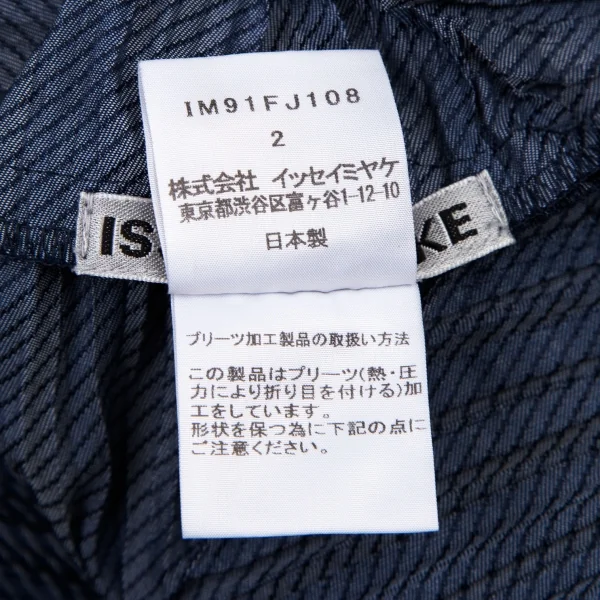 IM91FJ108
2
株式会社 イッセイミヤケ
東京都渋谷区富ヶ谷1-12-10
日本製
IS KE
プリーツ加工製品の取扱い方法
この製品はプリーツ(熱・圧
力により折り目を付ける)加
工をしています。
形状を保つ為に下記の点に
ご注意ください。